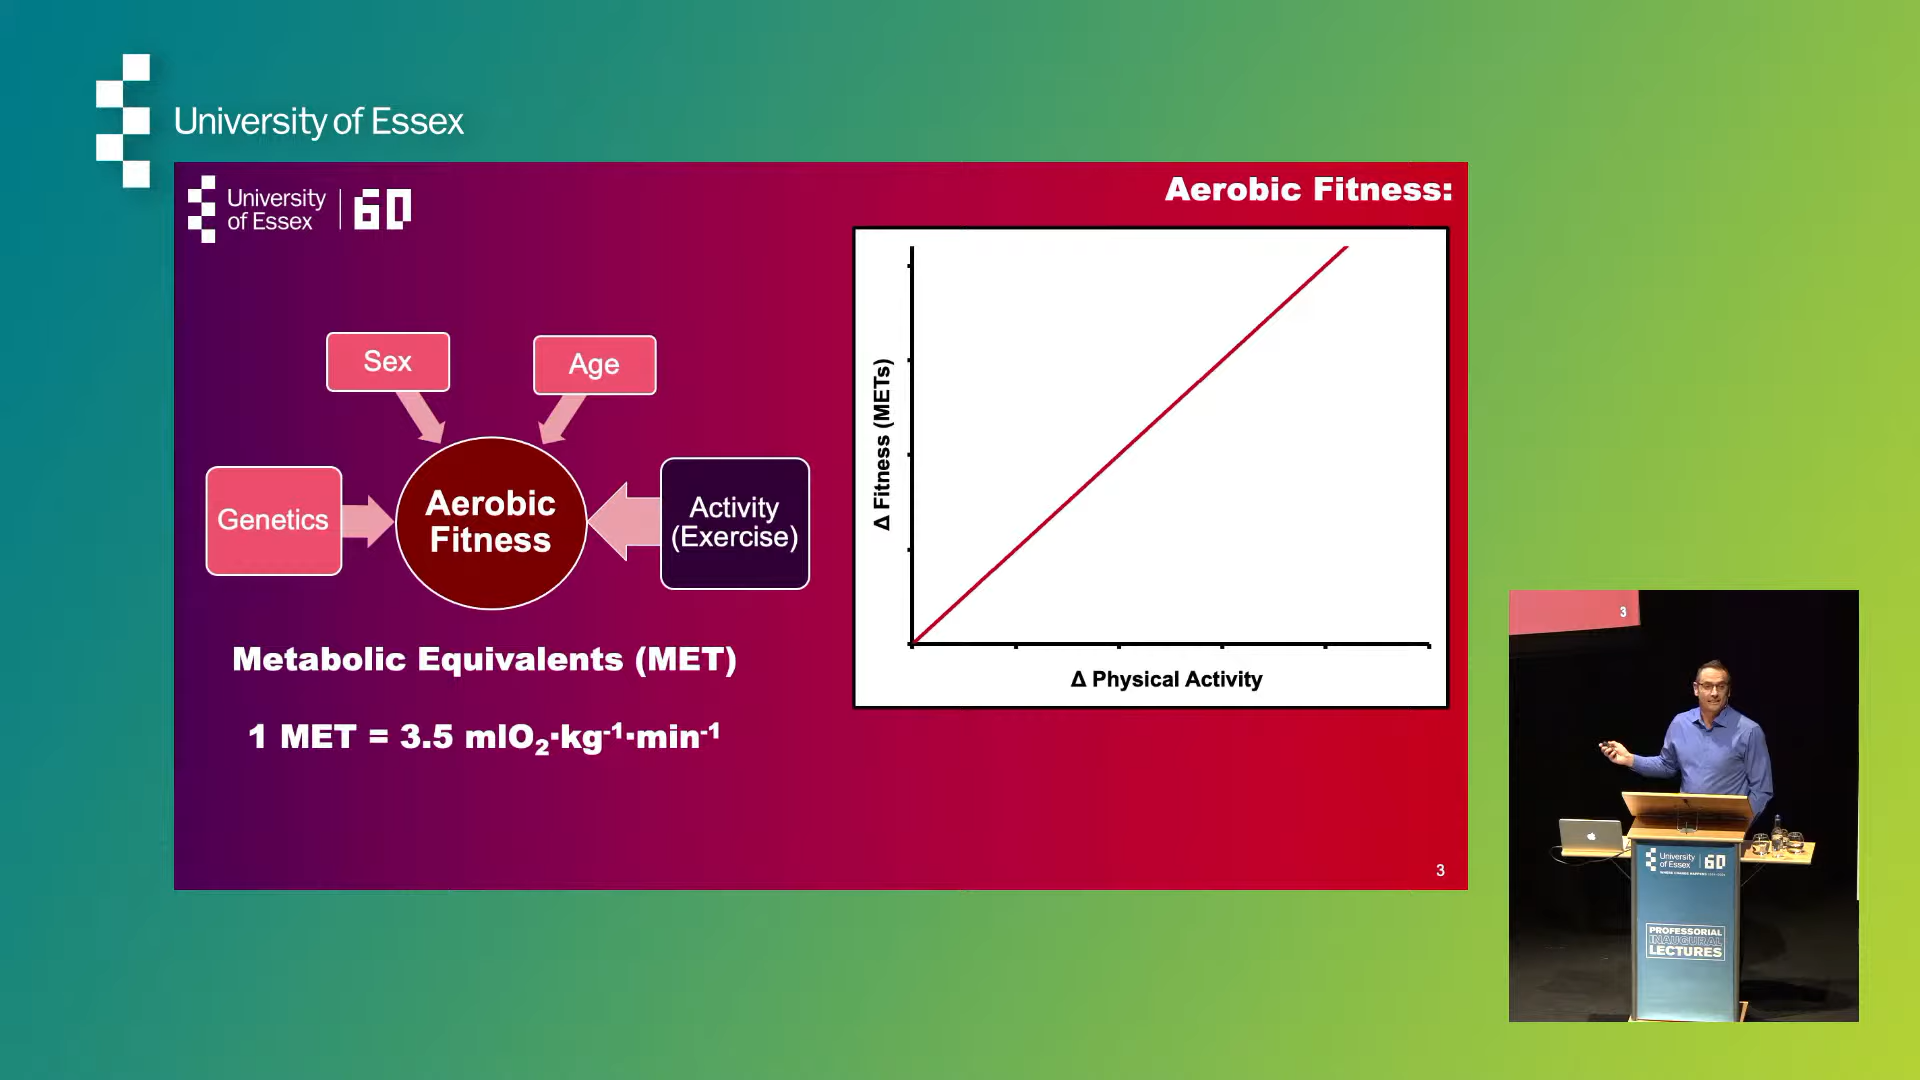 University of Essex
University
of Essex
60
Aerobic Fitness:
Sex
Age
Genetics
Aerobic
Fitness
Activity
(Exercise)
Metabolic Equivalents (MET)
1 MET = 3.5 mlO₂·kg⁻¹·min⁻¹
Δ Fitness (METs)
Δ Physical Activity
3
3
University
of Essex
60
PROFESSORIAL
INAUGURAL
LECTURES